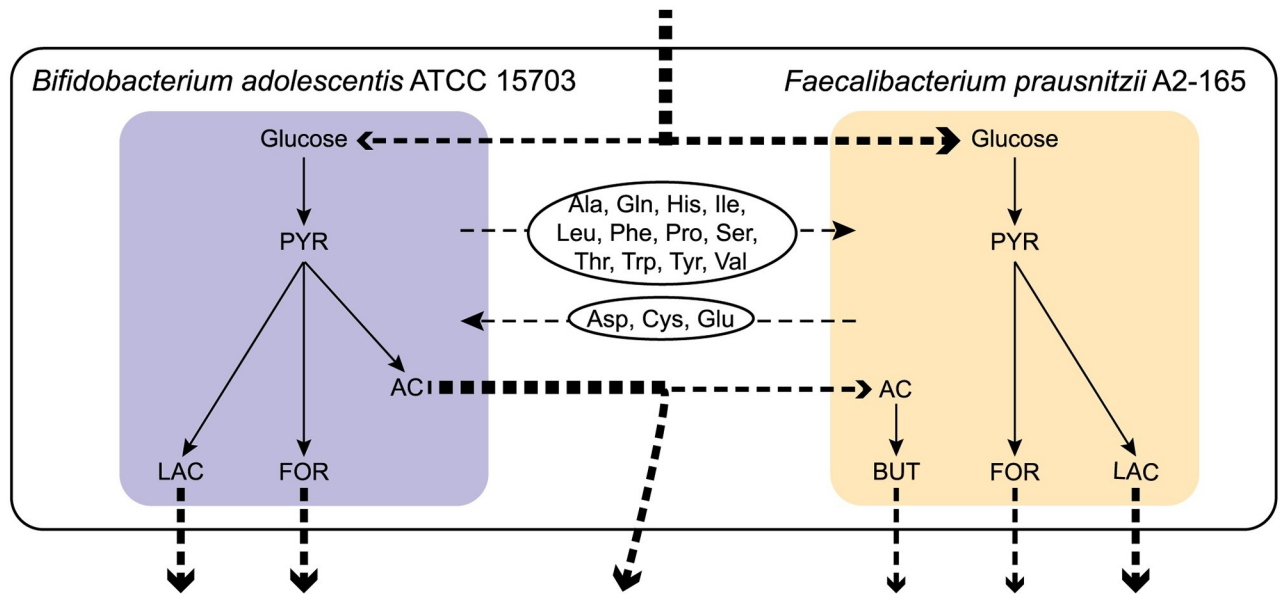 Bifidobacterium adolescentis ATCC 15703
Faecalibacterium prausnitzii A2-165
Glucose
Glucose
Ala, Gln, His, Ile,
Leu, Phe, Pro, Ser,
Thr, Trp, Tyr, Val
PYR
PYR
Asp, Cys, Glu
AC
AC
LAC
FOR
BUT
FOR
LAC